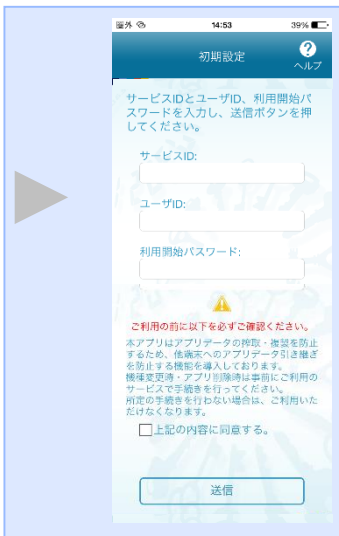 圏外 14:53 39%
初期設定
?
ヘルプ
サービスIDとユーザID、利用開始パ
スワードを入力し、送信ボタンを押
してください。
サービスID:
ユーザID:
利用開始パスワード:
ご利用の前に以下を必ずご確認ください。
本アプリはアプリデータの搾取・複製を防止
するため、他端末へのアプリデータ引き継ぎ
を防止する機能を導入しております。
機種変更時・アプリ削除時は事前にご利用の
サービスで手続きを行ってください。
所定の手続きを行わない場合は、ご利用いた
だけなくなります。
上記の内容に同意する。
送信